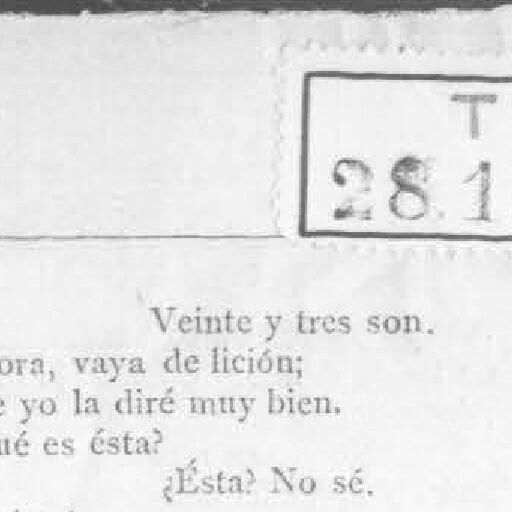 T
28.1
Veinte y tres son.
ora, vaya de lición;
e yo la diré muy bien.
ué es ésta?
¿Ésta? No sé.